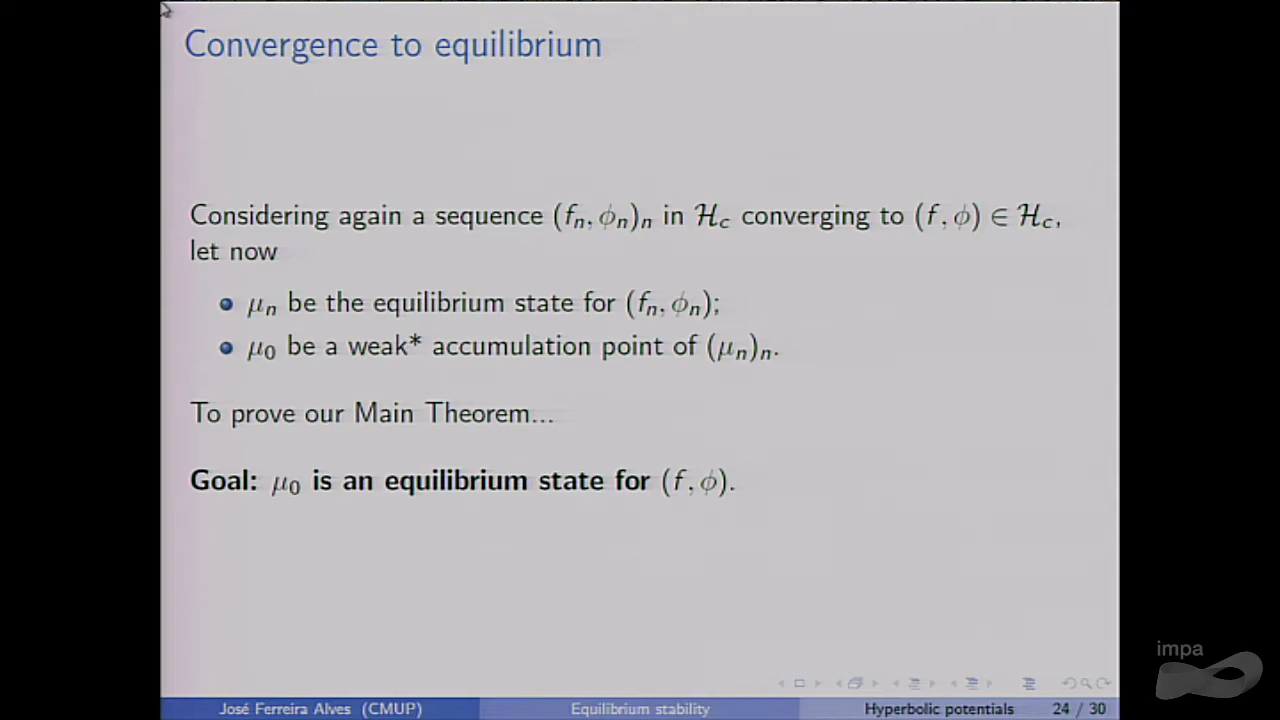 Convergence to equilibrium
Considering again a sequence (fₙ, ϕₙ)ₙ in ℋ_c converging to (f, ϕ) ∈ ℋ_c,
let now
μₙ be the equilibrium state for (fₙ, ϕₙ);
μ₀ be a weak* accumulation point of (μₙ)ₙ.
To prove our Main Theorem...
Goal: μ₀ is an equilibrium state for (f, ϕ).
impa
José Ferreira Alves (CMUP) Equilibrium stability Hyperbolic potentials 24 / 30